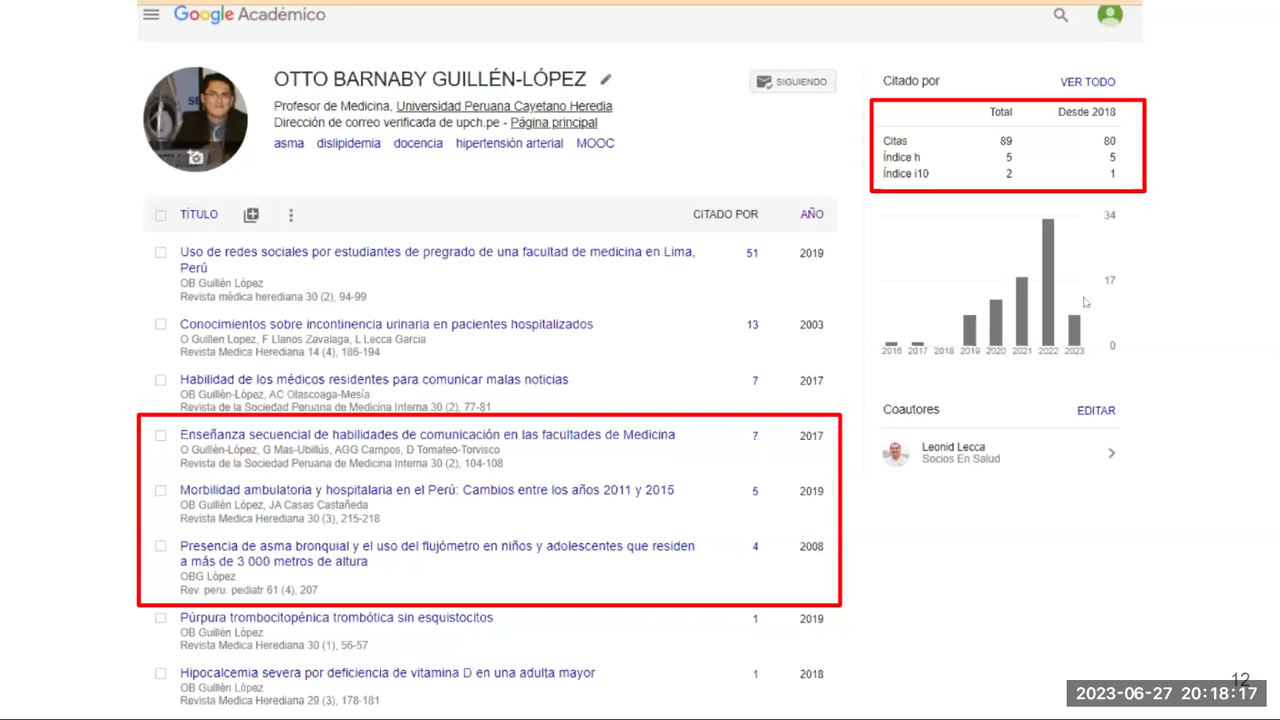 Google Académico
OTTO BARNABY GUILLÉN-LÓPEZ
Profesor de Medicina, Universidad Peruana Cayetano Heredia
Dirección de correo verificada de upch.pe - Página principal
asma dislipidemia docencia hipertensión arterial MOOC
SIGUIENDO
TÍTULO CITADO POR AÑO
Uso de redes sociales por estudiantes de pregrado de una facultad de medicina en Lima, 51 2019
Perú
OB Guillén López
Revista médica herediana 30 (2), 94-99
Conocimientos sobre incontinencia urinaria en pacientes hospitalizados 13 2003
O Guillen Lopez, F Llanos Zavalaga, L Lecca Garcia
Revista Medica Herediana 14 (4), 186-194
Habilidad de los médicos residentes para comunicar malas noticias 7 2017
OB Guillén-López, AC Olascoaga-Mesía
Revista de la Sociedad Peruana de Medicina Interna 30 (2), 77-81
Enseñanza secuencial de habilidades de comunicación en las facultades de Medicina 7 2017
O Guillén-López, G Mas-Ubillús, AGG Campos, D Tomateo-Torvisco
Revista de la Sociedad Peruana de Medicina Interna 30 (2), 104-108
Morbilidad ambulatoria y hospitalaria en el Perú: Cambios entre los años 2011 y 2015 5 2019
OB Guillén López, JA Casas Castañeda
Revista Medica Herediana 30 (3), 215-218
Presencia de asma bronquial y el uso del flujómetro en niños y adolescentes que residen 4 2008
a más de 3 000 metros de altura
OBG López
Rev. peru. pediatr 61 (4), 207
Púrpura trombocitopénica trombótica sin esquistocitos 1 2019
OB Guillén López
Revista Medica Herediana 30 (1), 56-57
Hipocalcemia severa por deficiencia de vitamina D en una adulta mayor 1 2018
OB Guillén López
Revista Medica Herediana 29 (3), 178-181
Citado por VER TODO
Total Desde 2018
Citas 89 80
Índice h 5 5
Índice i10 2 1
34
17
0
2016 2017 2018 2019 2020 2021 2022 2023
Coautores EDITAR
Leonid Lecca
Socios En Salud
12
2023-06-27 20:18:17